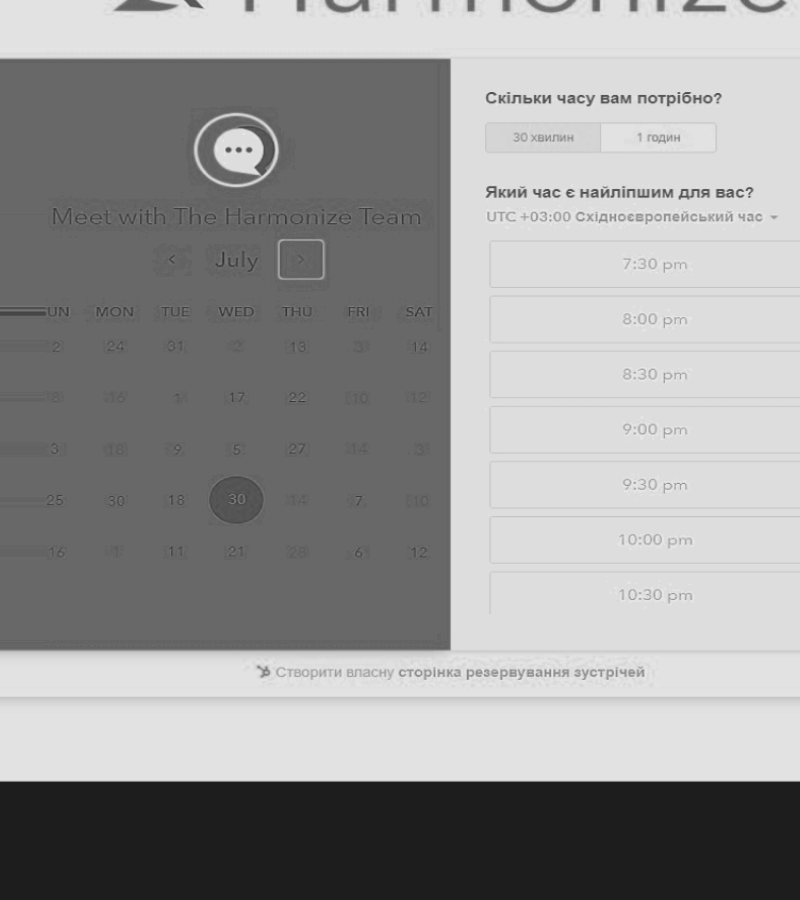 Harmonize
Meet with The Harmonize Team
< July >
UN MON TUE WED THU FRI SAT
2 24 31 2 13 3 14
3 16 1 17 22 10 12
3 18 9 5 27 14 3
25 30 18 30 14 7 10
16 1 11 21 28 6 12
Скільки часу вам потрібно?
30 хвилин 1 годин
Який час є найліпшим для вас?
UTC +03:00 Східноєвропейський час
7:30 pm
8:00 pm
8:30 pm
9:00 pm
9:30 pm
10:00 pm
10:30 pm
Створити власну сторінка резервування зустрічей